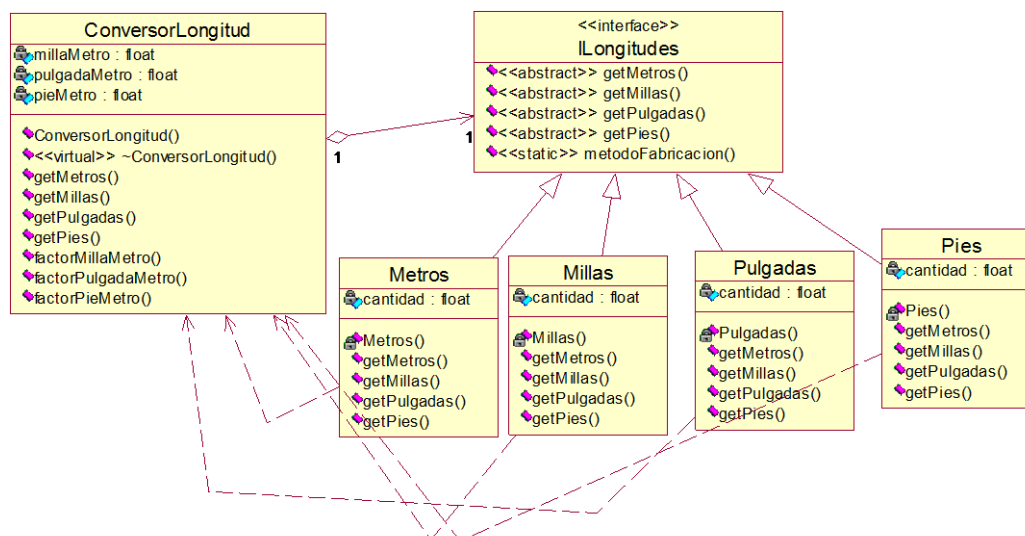 ConversorLongitud
millaMetro : float
pulgadaMetro : float
pieMetro : float
ConversorLongitud()
<<virtual>> ~ConversorLongitud()
getMetros()
getMillas()
getPulgadas()
getPies()
factorMillaMetro()
factorPulgadaMetro()
factorPieMetro()
1
1
<<interface>>
ILongitudes
<<abstract>> getMetros()
<<abstract>> getMillas()
<<abstract>> getPulgadas()
<<abstract>> getPies()
<<static>> metodoFabricacion()
Metros
cantidad : float
Metros()
getMetros()
getMillas()
getPulgadas()
getPies()
Millas
cantidad : float
Millas()
getMetros()
getMillas()
getPulgadas()
getPies()
Pulgadas
cantidad : float
Pulgadas()
getMetros()
getMillas()
getPulgadas()
getPies()
Pies
cantidad : float
Pies()
getMetros()
getMillas()
getPulgadas()
getPies()